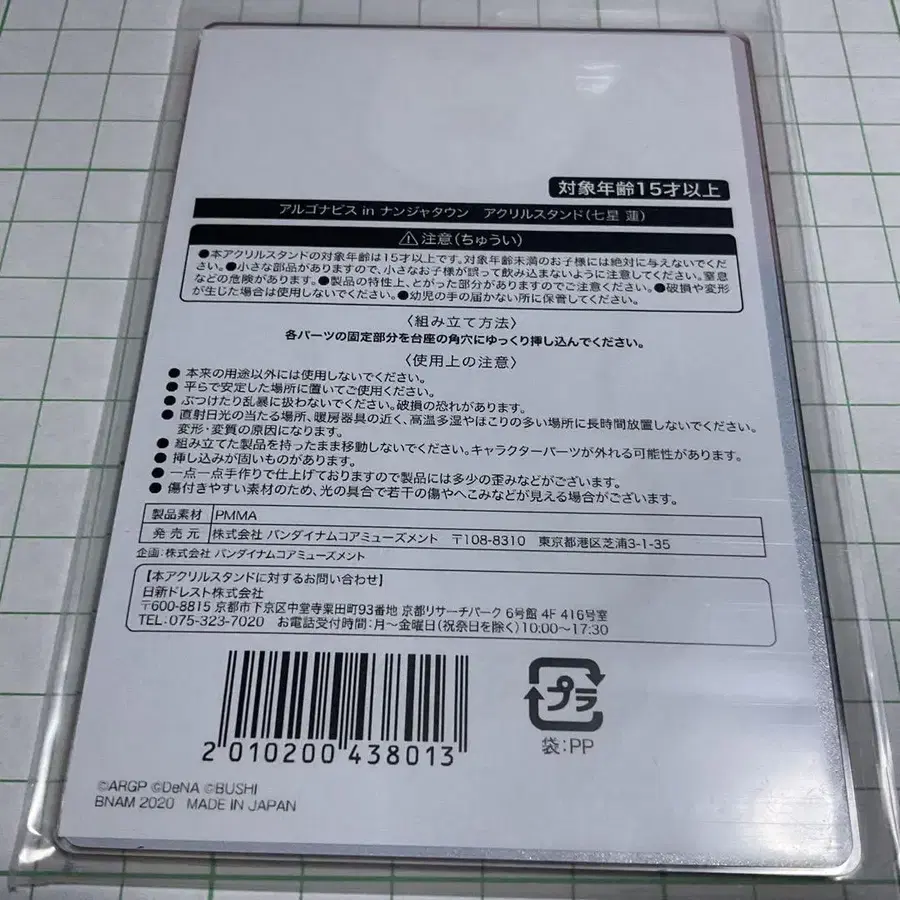 対象年齢15才以上
アルゴナビス in ナンジャタウン アクリルスタンド(七星 蓮)
注意(ちゅうい)
●本アクリルスタンドの対象年齢は15才以上です。対象年齢未満のお子様には絶対に与えないでくだ
さい。●小さな部品がありますので、小さなお子様が誤って飲み込まないように注意してください。窒息
などの危険があります。●製品の特性上、とがった部分がありますのでご注意ください。●破損や変形
が生じた場合は使用しないでください。●幼児の手の届かない所に保管してください。
〈組み立て方法〉
各パーツの固定部分を台座の角穴にゆっくり挿し込んでください。
〈使用上の注意〉
● 本来の用途以外には使用しないでください。
● 平らで安定した場所に置いてご使用ください。
● ぶつけたり乱暴に扱わないでください。破損の恐れがあります。
● 直射日光の当たる場所、暖房器具の近く、高温多湿やほこりの多い場所に長時間放置しないでください。
変形・変質の原因になります。
● 組み立てた製品を持ったまま移動しないでください。キャラクターパーツが外れる可能性があります。
● 挿し込みが固いものがあります。
● 一点一点手作りで仕上げておりますので製品には多少の歪みなどがございます。
● 傷付きやすい素材のため、光の具合で若干の傷やへこみなどが見える場合がございます。
製品素材 PMMA
発売元 株式会社 バンダイナムコアミューズメント 〒108-8310 東京都港区芝浦3-1-35
企画:株式会社 バンダイナムコアミューズメント
【本アクリルスタンドに対するお問い合わせ】
日新ドレスト株式会社
〒600-8815 京都市下京区中堂寺粟田町93番地 京都リサーチパーク 6号館 4F 416号室
TEL:075-323-7020 お電話受付時間:月〜金曜日(祝祭日を除く)10:00〜17:30
2 010200 438013
プラ
袋:PP
©ARGP ©DeNA ©BUSHI
BNAM 2020 MADE IN JAPAN